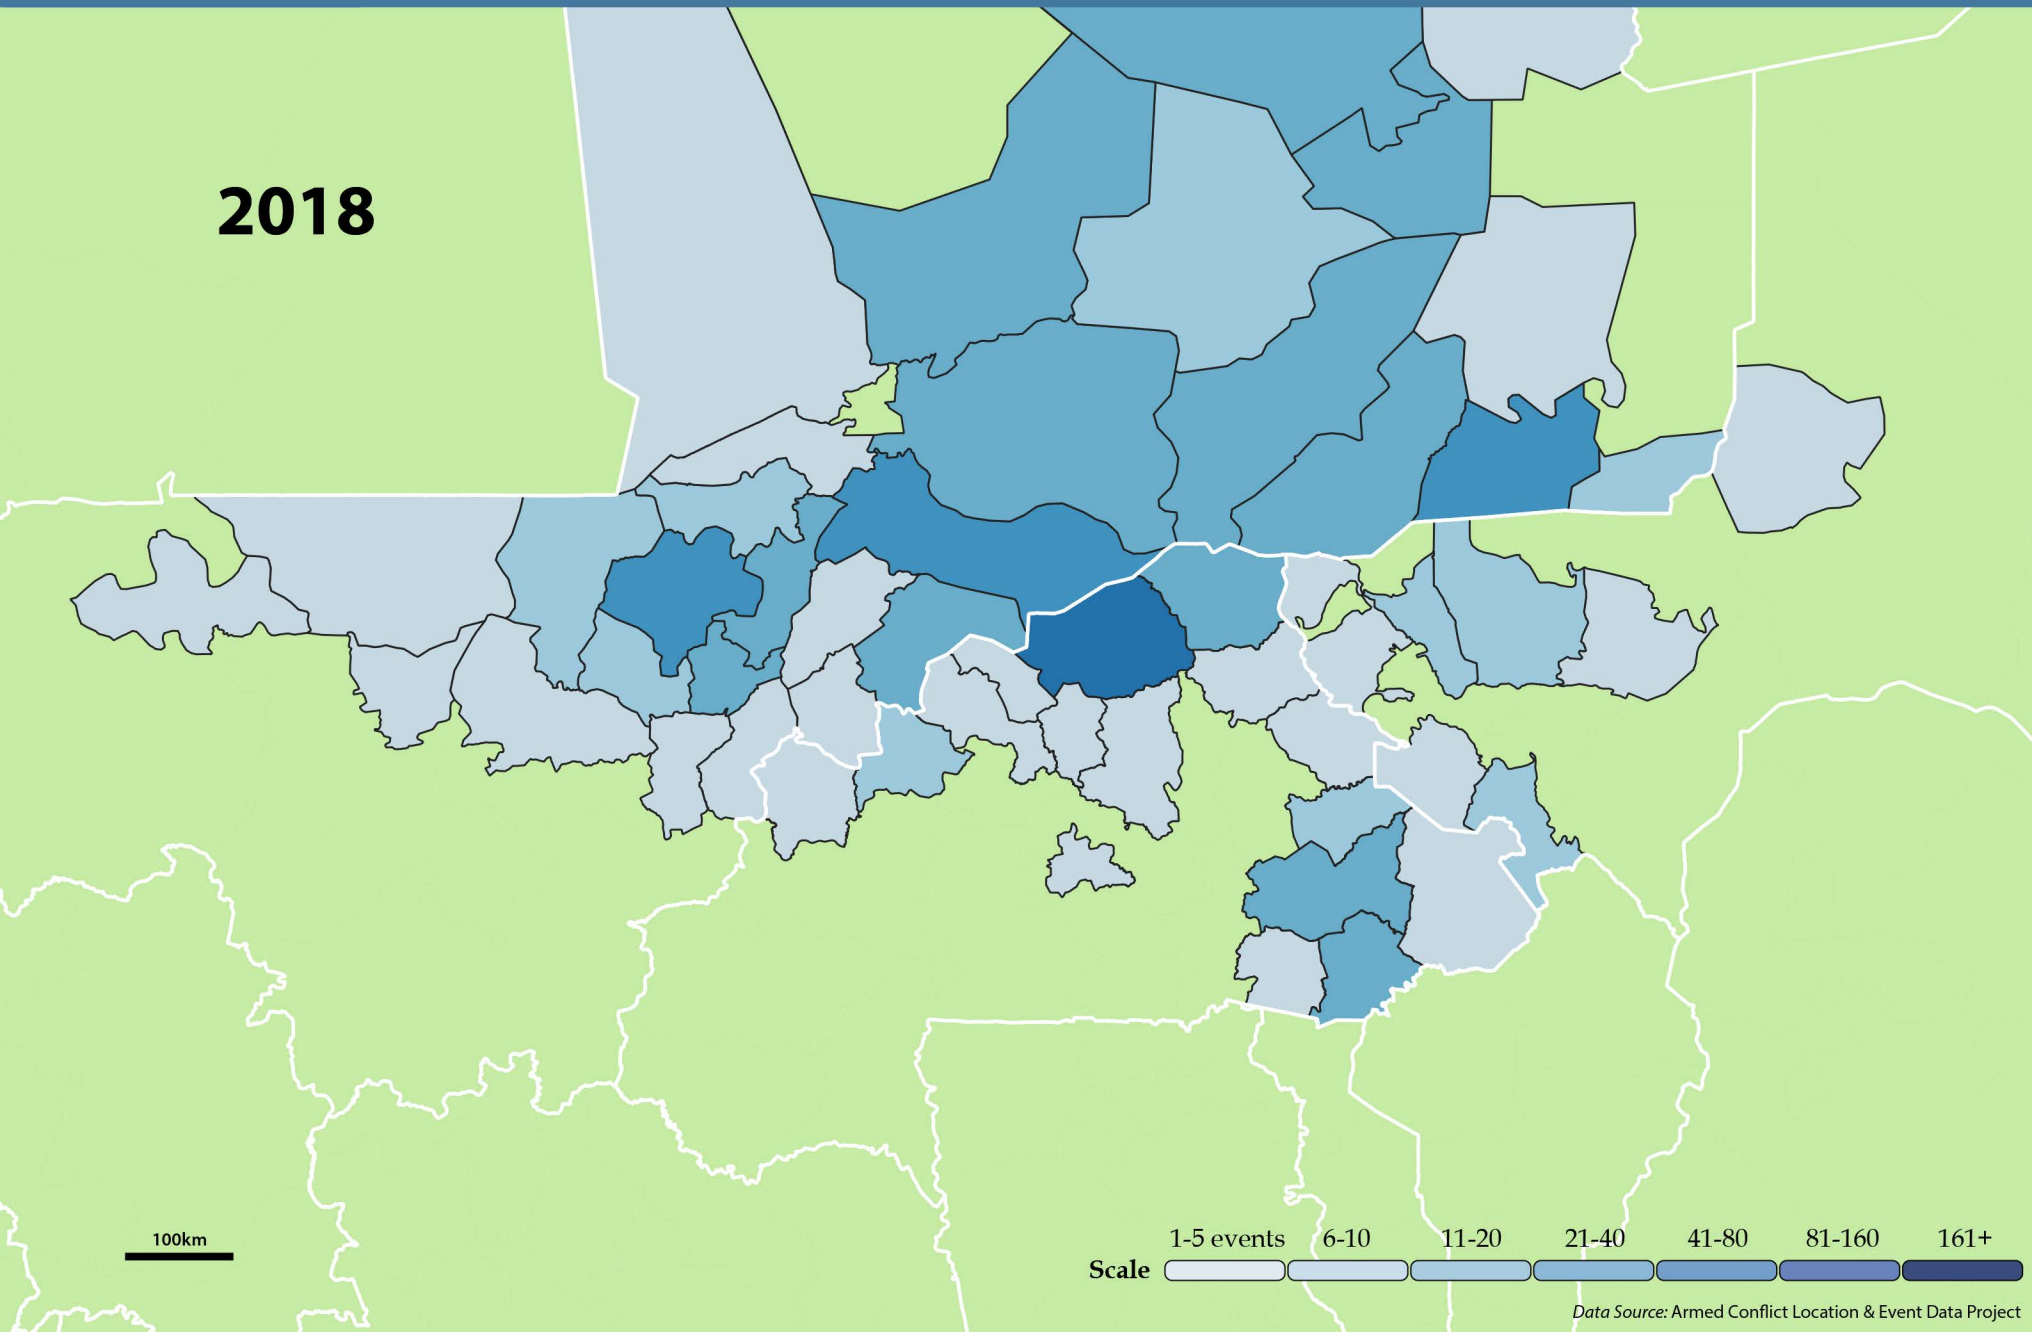 2018
100km
1-5 events 6-10 11-20 21-40 41-80 81-160 161+
Scale
Data Source: Armed Conflict Location & Event Data Project